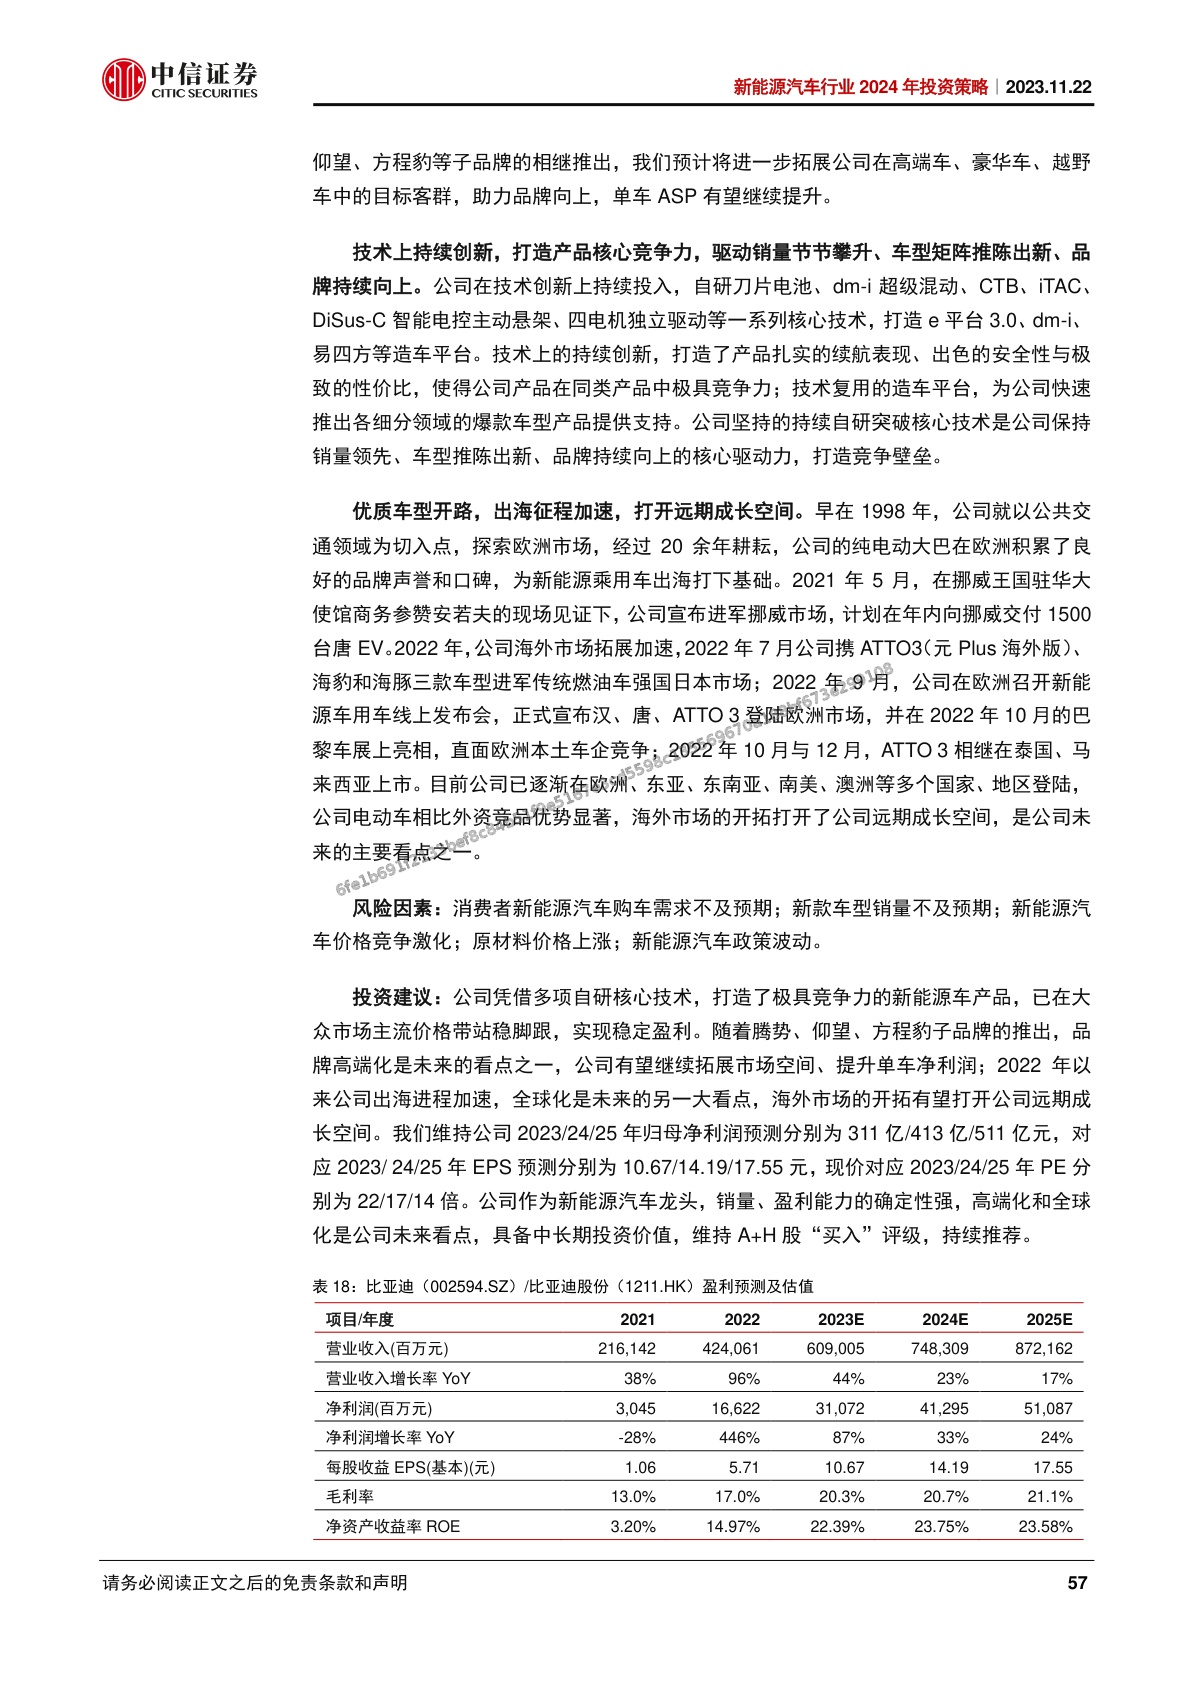 中信证券
CITIC SECURITIES
新能源汽车行业 2024 年投资策略｜2023.11.22
仰望、方程豹等子品牌的相继推出，我们预计将进一步拓展公司在高端车、豪华车、越野
车中的目标客群，助力品牌向上，单车 ASP 有望继续提升。
技术上持续创新，打造产品核心竞争力，驱动销量节节攀升、车型矩阵推陈出新、品
牌持续向上。公司在技术创新上持续投入，自研刀片电池、dm-i 超级混动、CTB、iTAC、
DiSus-C 智能电控主动悬架、四电机独立驱动等一系列核心技术，打造 e 平台 3.0、dm-i、
易四方等造车平台。技术上的持续创新，打造了产品扎实的续航表现、出色的安全性与极
致的性价比，使得公司产品在同类产品中极具竞争力；技术复用的造车平台，为公司快速
推出各细分领域的爆款车型产品提供支持。公司坚持的持续自研突破核心技术是公司保持
销量领先、车型推陈出新、品牌持续向上的核心驱动力，打造竞争壁垒。
优质车型开路，出海征程加速，打开远期成长空间。早在 1998 年，公司就以公共交
通领域为切入点，探索欧洲市场，经过 20 余年耕耘，公司的纯电动大巴在欧洲积累了良
好的品牌声誉和口碑，为新能源乘用车出海打下基础。2021 年 5 月，在挪威王国驻华大
使馆商务参赞安若夫的现场见证下，公司宣布进军挪威市场，计划在年内向挪威交付 1500
台唐 EV。2022 年，公司海外市场拓展加速，2022 年 7 月公司携 ATTO3（元 Plus 海外版）、
海豹和海豚三款车型进军传统燃油车强国日本市场；2022 年 9 月，公司在欧洲召开新能
源车用车线上发布会，正式宣布汉、唐、ATTO 3 登陆欧洲市场，并在 2022 年 10 月的巴
黎车展上亮相，直面欧洲本土车企竞争；2022 年 10 月与 12 月，ATTO 3 相继在泰国、马
来西亚上市。目前公司已逐渐在欧洲、东亚、东南亚、南美、澳洲等多个国家、地区登陆，
公司电动车相比外资竞品优势显著，海外市场的开拓打开了公司远期成长空间，是公司未
来的主要看点之一。
风险因素：消费者新能源汽车购车需求不及预期；新款车型销量不及预期；新能源汽
车价格竞争激化；原材料价格上涨；新能源汽车政策波动。
投资建议：公司凭借多项自研核心技术，打造了极具竞争力的新能源车产品，已在大
众市场主流价格带站稳脚跟，实现稳定盈利。随着腾势、仰望、方程豹子品牌的推出，品
牌高端化是未来的看点之一，公司有望继续拓展市场空间、提升单车净利润；2022 年以
来公司出海进程加速，全球化是未来的另一大看点，海外市场的开拓有望打开公司远期成
长空间。我们维持公司 2023/24/25 年归母净利润预测分别为 311 亿/413 亿/511 亿元，对
应 2023/ 24/25 年 EPS 预测分别为 10.67/14.19/17.55 元，现价对应 2023/24/25 年 PE 分
别为 22/17/14 倍。公司作为新能源汽车龙头，销量、盈利能力的确定性强，高端化和全球
化是公司未来看点，具备中长期投资价值，维持 A+H 股“买入”评级，持续推荐。
表 18：比亚迪（002594.SZ）/比亚迪股份（1211.HK）盈利预测及估值
项目/年度 2021 2022 2023E 2024E 2025E
营业收入(百万元) 216,142 424,061 609,005 748,309 872,162
营业收入增长率 YoY 38% 96% 44% 23% 17%
净利润(百万元) 3,045 16,622 31,072 41,295 51,087
净利润增长率 YoY -28% 446% 87% 33% 24%
每股收益 EPS(基本)(元) 1.06 5.71 10.67 14.19 17.55
毛利率 13.0% 17.0% 20.3% 20.7% 21.1%
净资产收益率 ROE 3.20% 14.97% 22.39% 23.75% 23.58%
请务必阅读正文之后的免责条款和声明 57